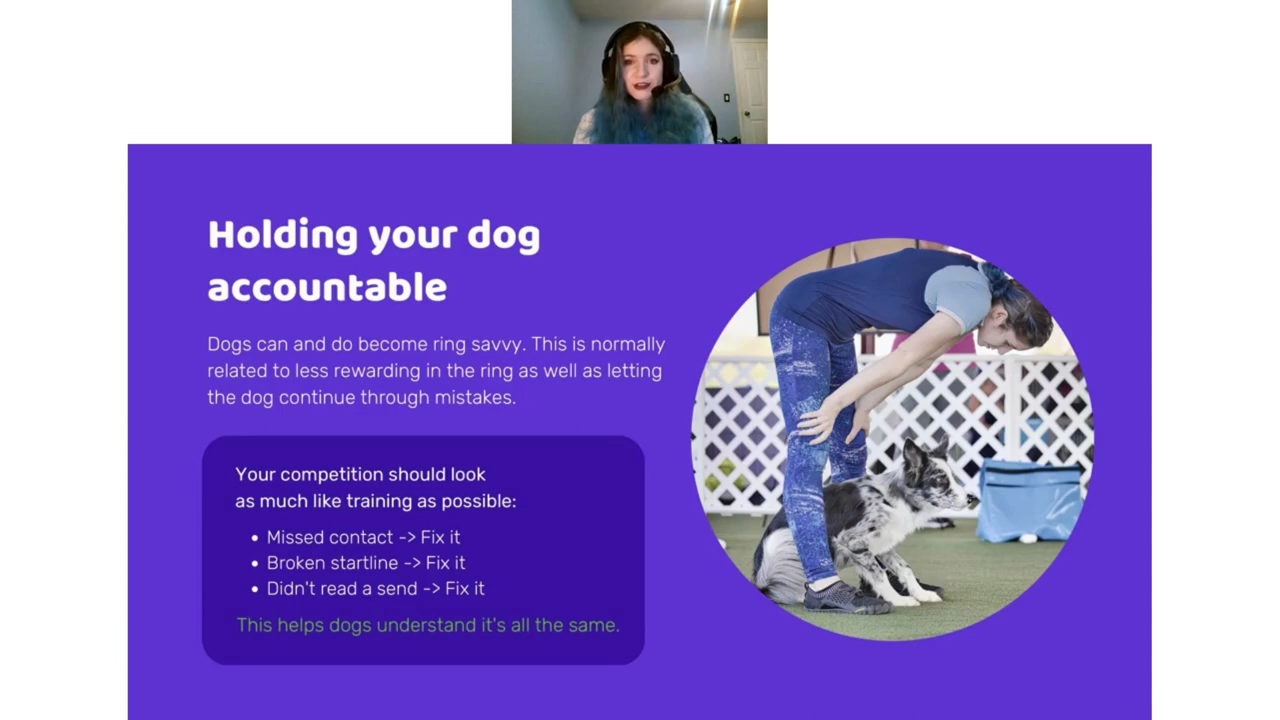 Holding your dog
accountable
Dogs can and do become ring savvy. This is normally
related to less rewarding in the ring as well as letting
the dog continue through mistakes.
Your competition should look
as much like training as possible:
• Missed contact -> Fix it
• Broken startline -> Fix it
• Didn't read a send -> Fix it
This helps dogs understand it's all the same.